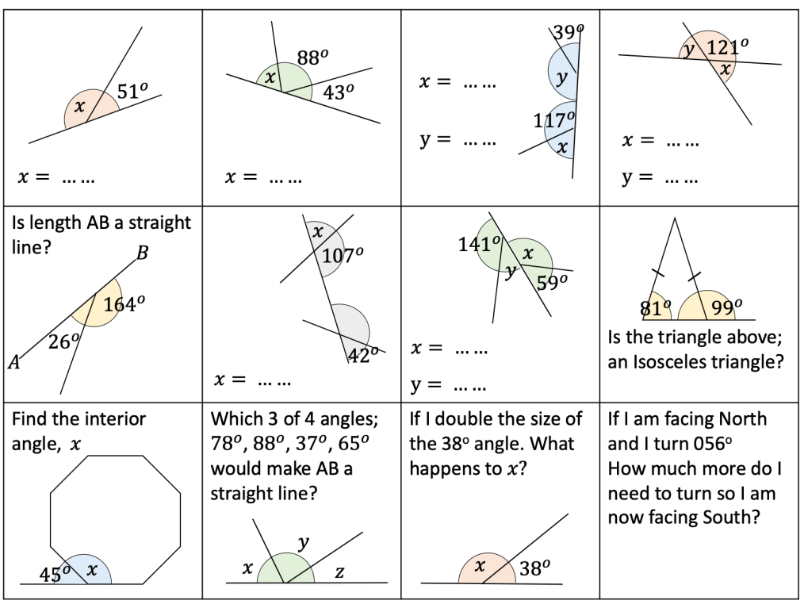 x
51°
x = ... ...
88°
x
43°
x = ... ...
39°
x = ... ...
y
y = ... ...
117°
x
y 121°
x
x = ... ...
y = ... ...
Is length AB a straight
line?
B
164°
26°
A
x
107°
42°
x = ... ...
141°
x
y
59°
x = ... ...
y = ... ...
81° 99°
Is the triangle above;
an Isosceles triangle?
Find the interior
angle, x
45° x
Which 3 of 4 angles;
78°, 88°, 37°, 65°
would make AB a
straight line?
y
x
z
If I double the size of
the 38° angle. What
happens to x?
x 38°
If I am facing North
and I turn 056°
How much more do I
need to turn so I am
now facing South?